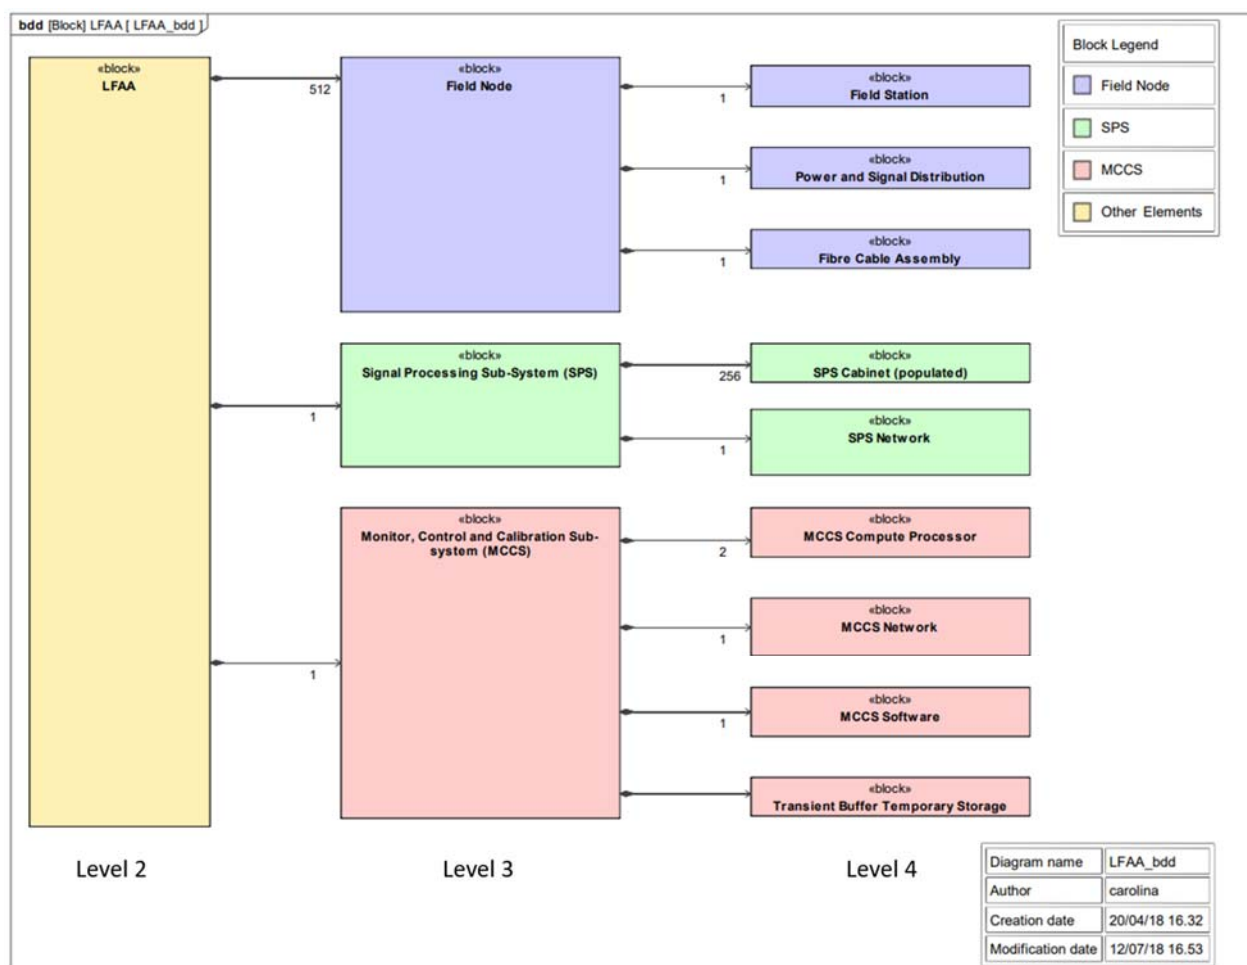 bdd [Block] LFAA [ LFAA_bdd ]
«block»
LFAA
512
«block»
Field Node
1
«block»
Field Station
1
«block»
Power and Signal Distribution
1
«block»
Fibre Cable Assembly
1
«block»
Signal Processing Sub-System (SPS)
256
«block»
SPS Cabinet (populated)
1
«block»
SPS Network
1
«block»
Monitor, Control and Calibration Sub-
system (MCCS)
2
«block»
MCCS Compute Processor
1
«block»
MCCS Network
1
«block»
MCCS Software
«block»
Transient Buffer Temporary Storage
Block Legend
Field Node
SPS
MCCS
Other Elements
Level 2
Level 3
Level 4
Diagram name LFAA_bdd
Author carolina
Creation date 20/04/18 16.32
Modification date 12/07/18 16.53